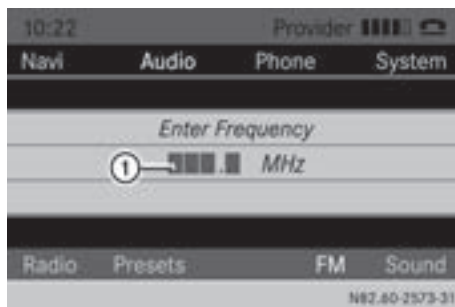 10:22 Provider
Navi Audio Phone System
Enter Frequency
1 . MHz
Radio Presets FM Sound
N82.60-2573-31